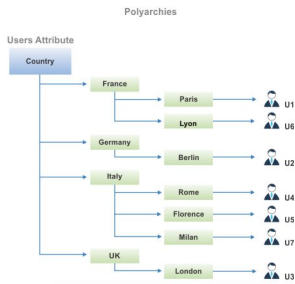 Polyarchies
Users Attribute
Country
France
Paris
U1
Lyon
U6
Germany
Berlin
U2
Italy
Rome
U4
Florence
U5
Milan
U7
UK
London
U3